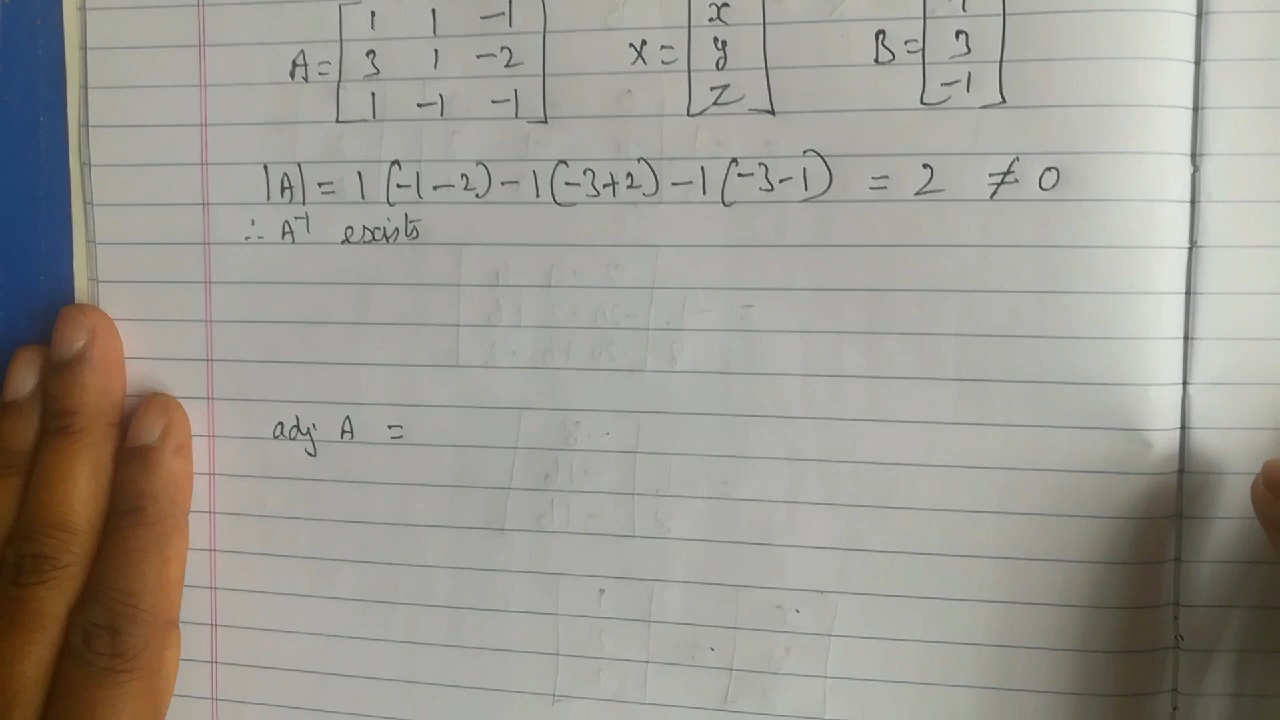 A = [ 1 1 -1 ] X = [ x ] B = [
3 1 -2 y 3
1 -1 -1 z -1
|A| = 1 (-1-2) - 1 (-3+2) - 1 (-3-1) = 2 ≠ 0
∴ A⁻¹ exists
adj A =